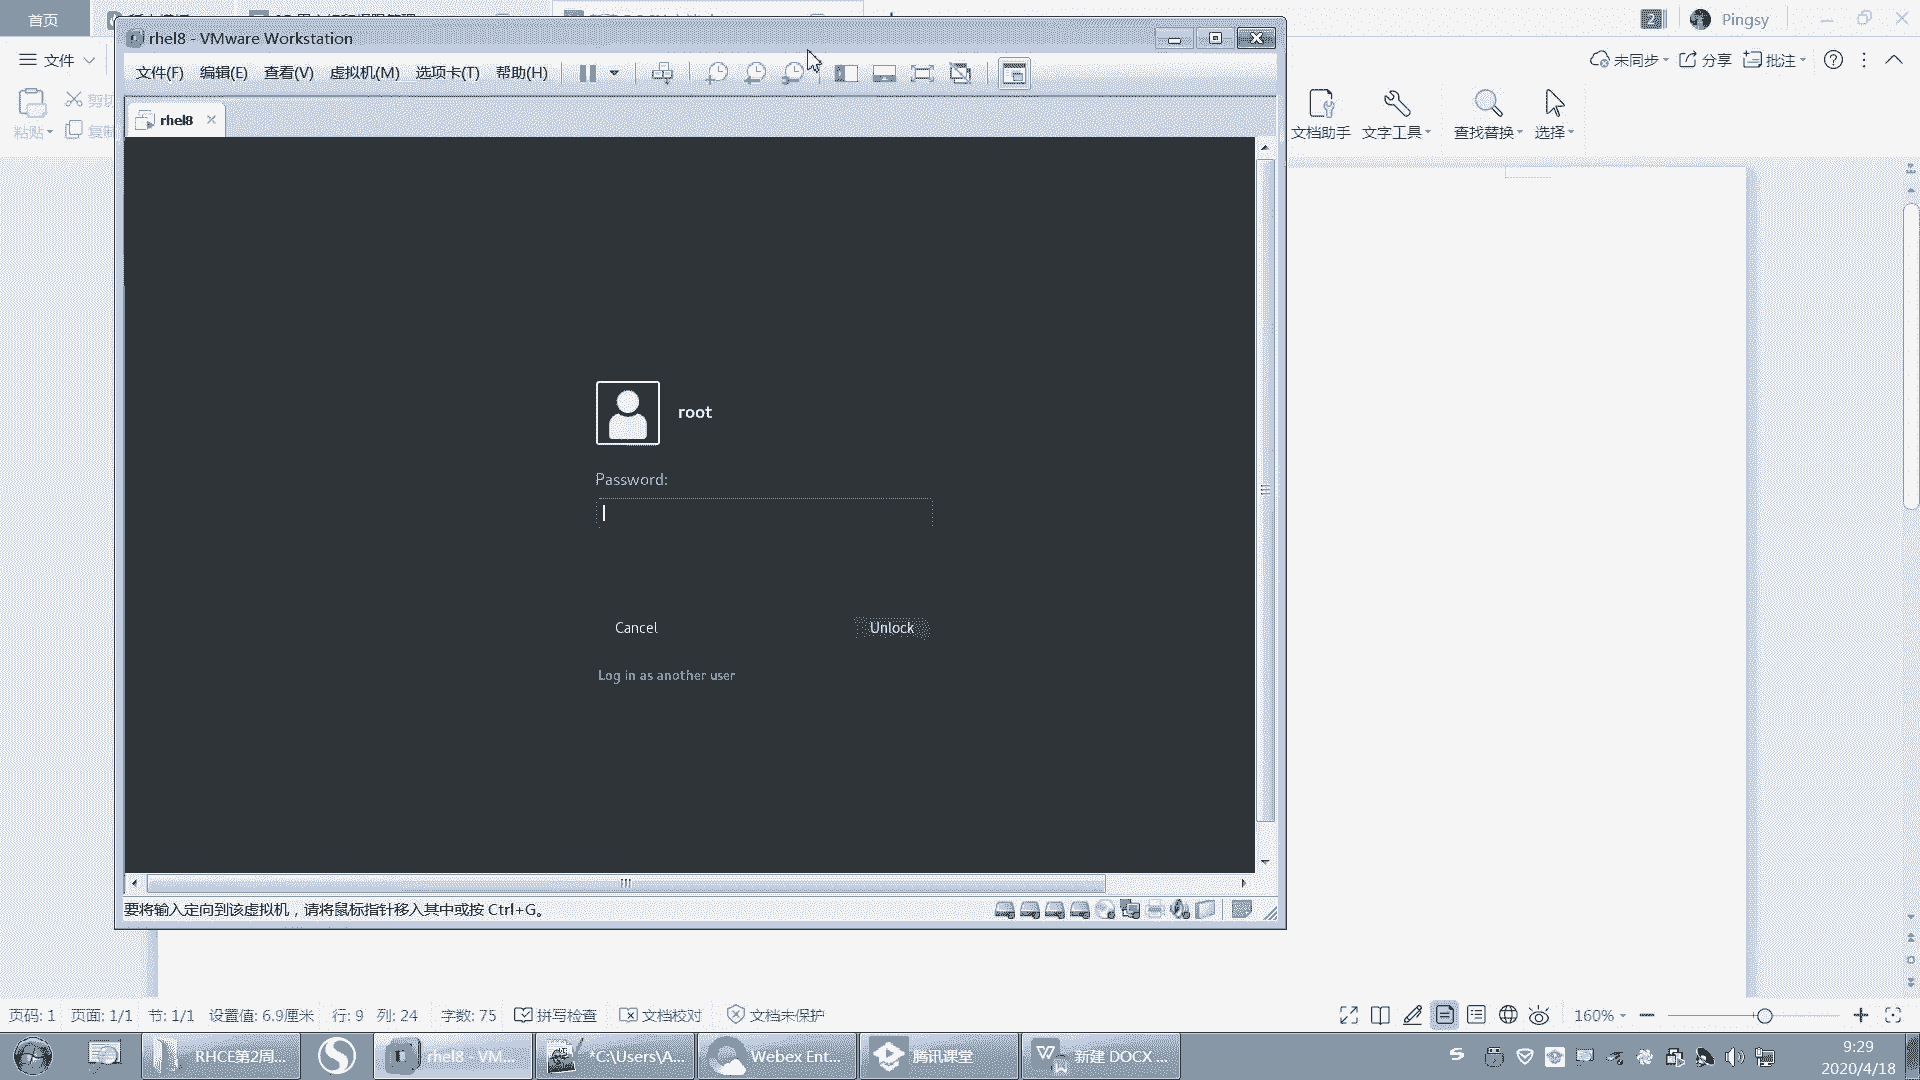 首页
2
Pingsy
rhel8 - VMware Workstation
文件
文件(F) 编辑(E) 查看(V) 虚拟机(M) 选项卡(T) 帮助(H)
未同步 分享 批注
粘贴
文档助手 文字工具 查找替换 选择
rhel8
root
Password:
Cancel
Unlock
Log in as another user
要将输入定向到该虚拟机，请将鼠标指针移入其中或按 Ctrl+G。
页码: 1 页面: 1/1 节: 1/1 设置值: 6.9厘米 行: 9 列: 24 字数: 75 拼写检查 文档校对 文档未保护
160%
RHCE第2周...
rhel8 - VM...
*C:\Users\A...
Webex Ent...
腾讯课堂
新建 DOCX ...
9:29
2020/4/18